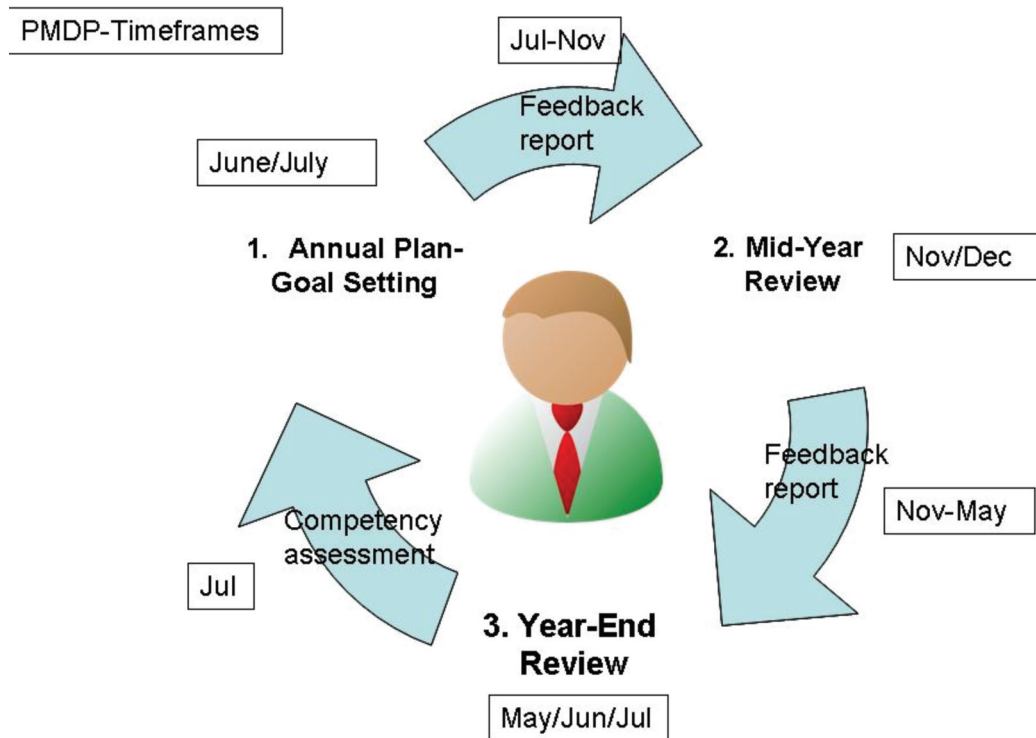 PMDP-Timeframes
Jul-Nov
Feedback
report
June/July
1. Annual Plan-
Goal Setting
2. Mid-Year
Review
Nov/Dec
Feedback
report
Nov-May
Competency
assessment
Jul
3. Year-End
Review
May/Jun/Jul